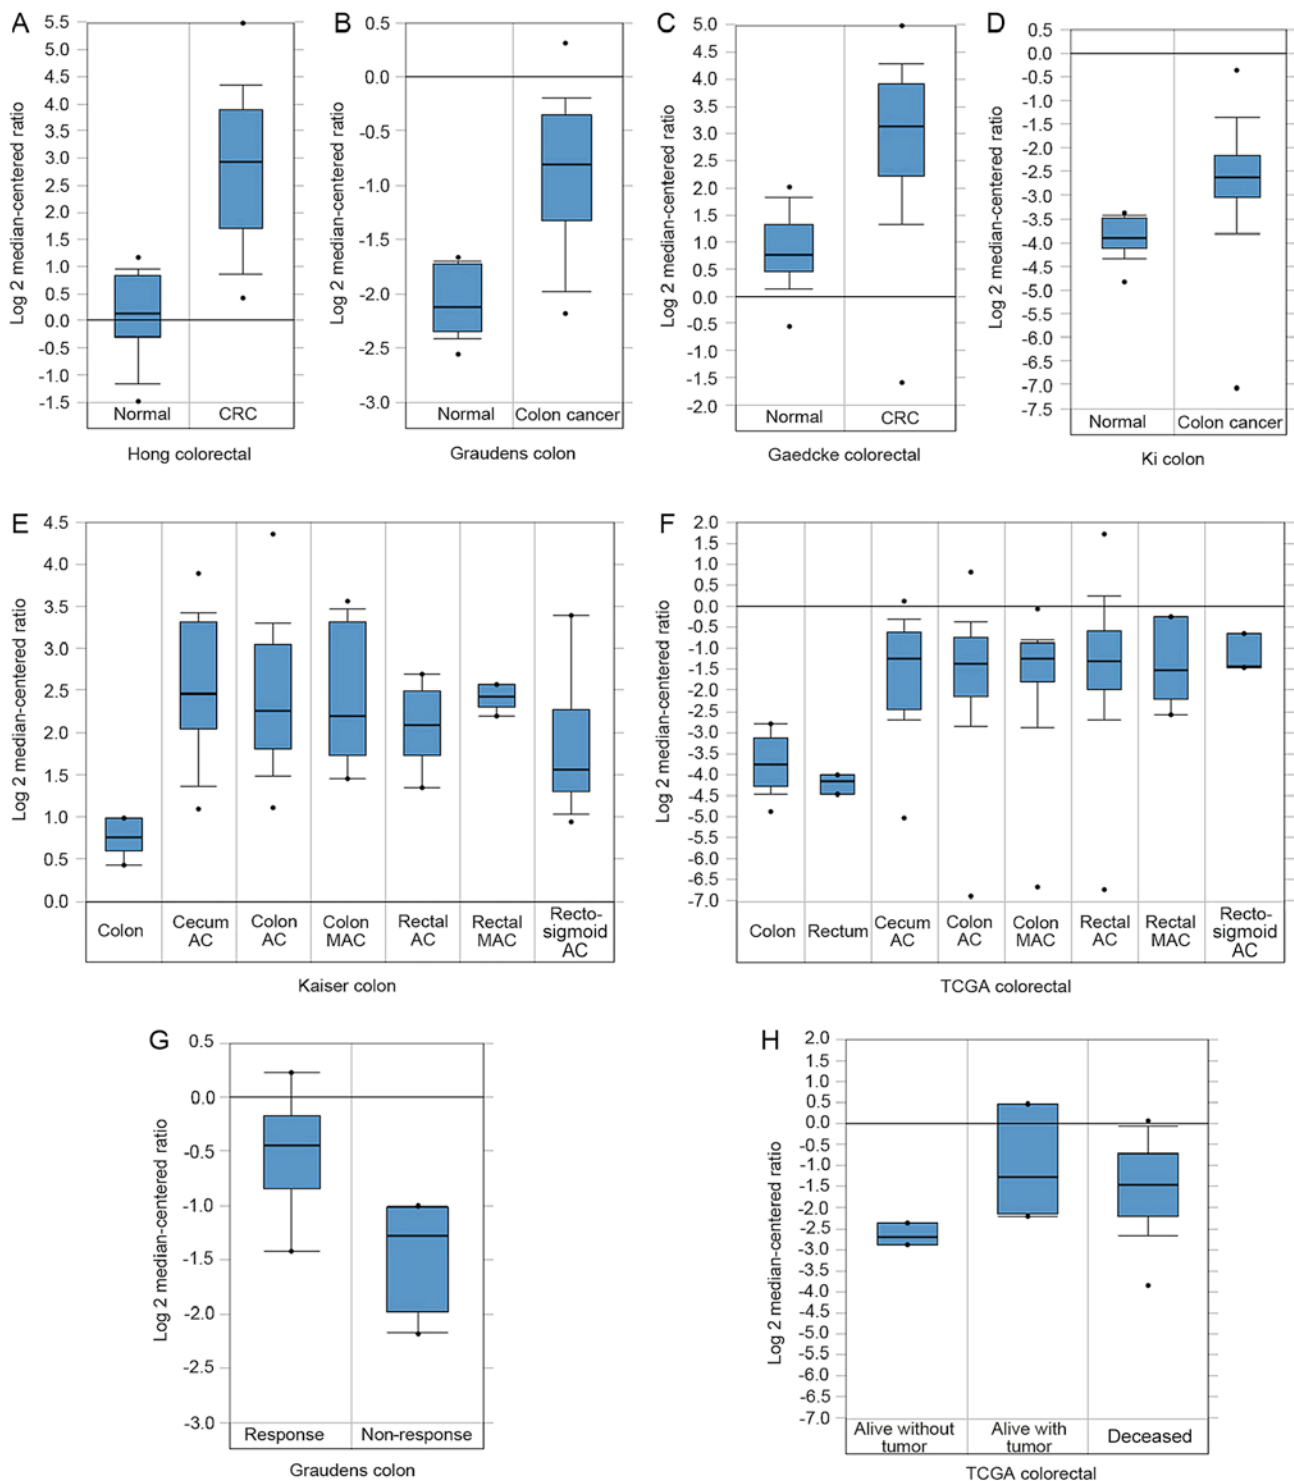 A
Log 2 median-centered ratio
5.5
5.0
4.5
4.0
3.5
3.0
2.5
2.0
1.5
1.0
0.5
0.0
-0.5
-1.0
-1.5
Normal CRC
Hong colorectal
B
Log 2 median-centered ratio
0.5
0.0
-0.5
-1.0
-1.5
-2.0
-2.5
-3.0
Normal Colon cancer
Graudens colon
C
Log 2 median-centered ratio
5.0
4.5
4.0
3.5
3.0
2.5
2.0
1.5
1.0
0.5
0.0
-0.5
-1.0
-1.5
-2.0
Normal CRC
Gaedcke colorectal
D
Log 2 median-centered ratio
0.5
0.0
-0.5
-1.0
-1.5
-2.0
-2.5
-3.0
-3.5
-4.0
-4.5
-5.0
-5.5
-6.0
-6.5
-7.0
-7.5
Normal Colon cancer
Ki colon
E
Log 2 median-centered ratio
4.5
4.0
3.5
3.0
2.5
2.0
1.5
1.0
0.5
0.0
Colon
Cecum
AC
Colon
AC
Colon
MAC
Rectal
AC
Rectal
MAC
Recto-
sigmoid
AC
Kaiser colon
F
Log 2 median-centered ratio
2.0
1.5
1.0
0.5
0.0
-0.5
-1.0
-1.5
-2.0
-2.5
-3.0
-3.5
-4.0
-4.5
-5.0
-5.5
-6.0
-6.5
-7.0
Colon
Rectum
Cecum
AC
Colon
AC
Colon
MAC
Rectal
AC
Rectal
MAC
Recto-
sigmoid
AC
TCGA colorectal
G
Log 2 median-centered ratio
0.5
0.0
-0.5
-1.0
-1.5
-2.0
-2.5
-3.0
Response Non-response
Graudens colon
H
Log 2 median-centered ratio
2.0
1.5
1.0
0.5
0.0
-0.5
-1.0
-1.5
-2.0
-2.5
-3.0
-3.5
-4.0
-4.5
-5.0
-5.5
-6.0
-6.5
-7.0
Alive without
tumor
Alive with
tumor
Deceased
TCGA colorectal